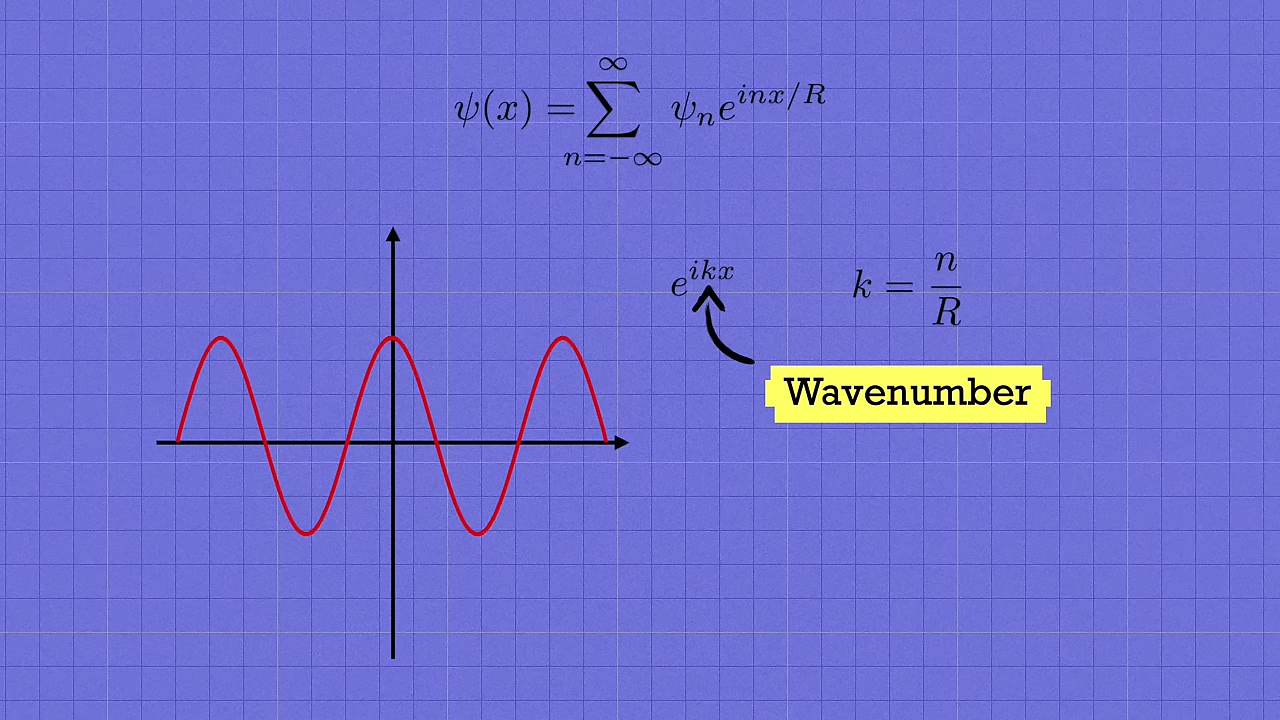 ψ(x) = ∑_{n=-∞}^{∞} ψ_n e^{inx/R}
e^{ikx}
k = n/R
Wavenumber